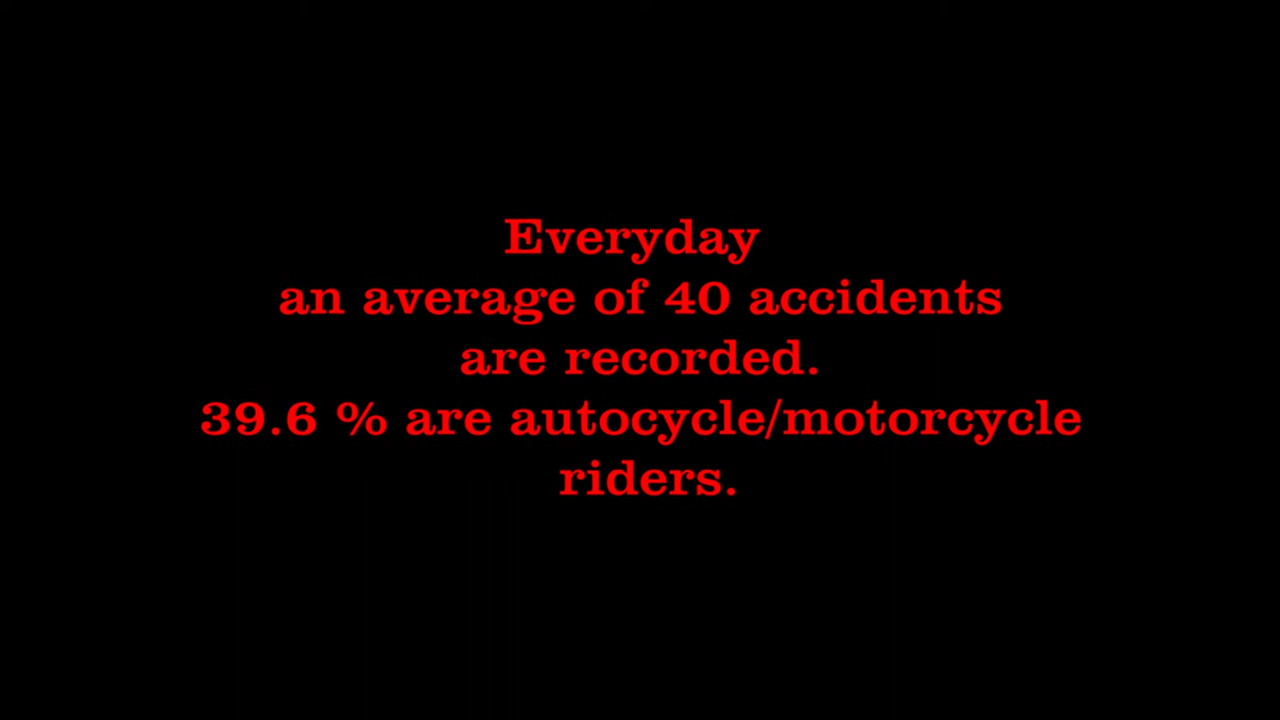 Everyday
an average of 40 accidents
are recorded.
39.6 % are autocycle/motorcycle
riders.